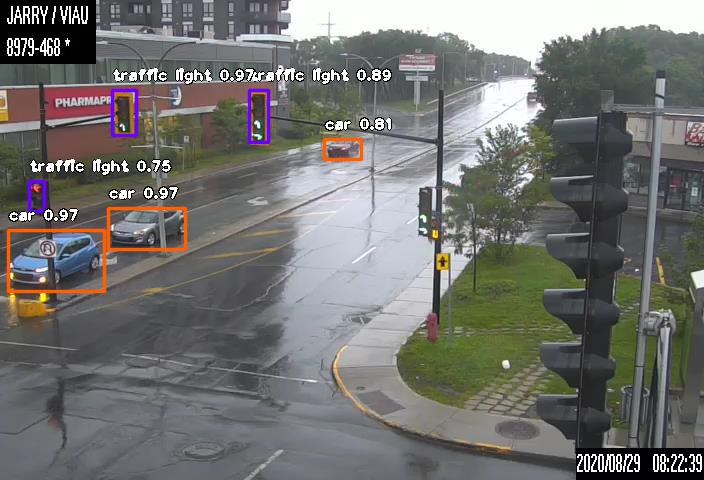 JARRY / VIAU
8979-468 *
traffic light 0.97
traffic light 0.89
PHARMAPR
car 0.81
traffic light 0.75
car 0.97
car 0.97
2020/08/29 08:22:39